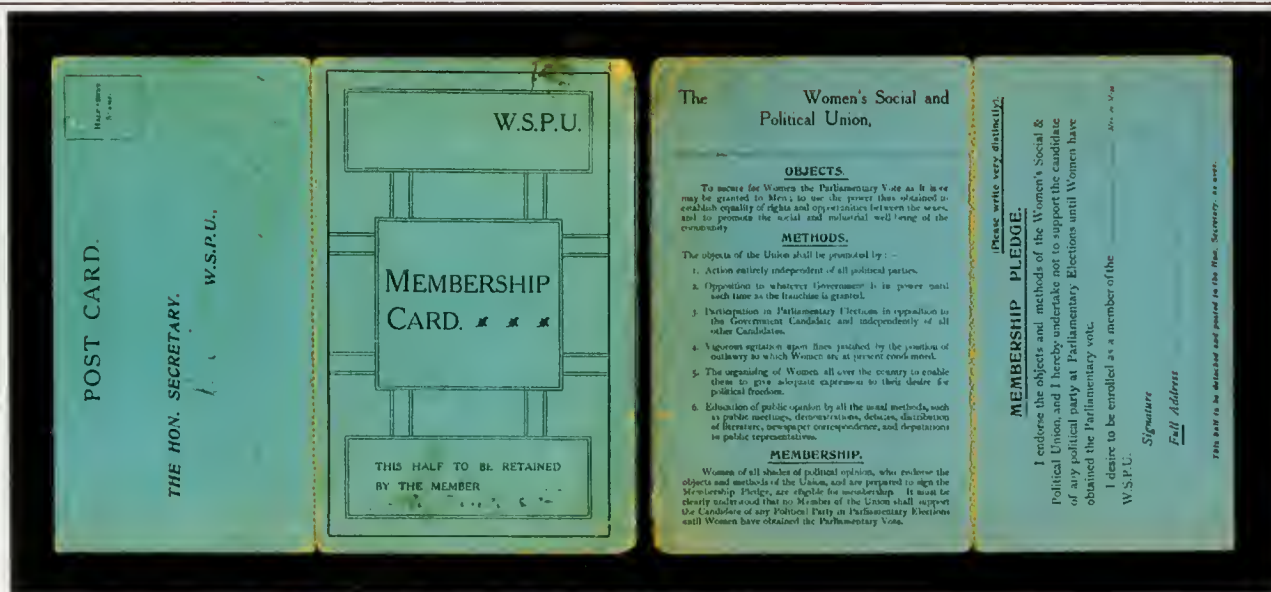 HALF-PENNY
STAMP.
POST CARD.
THE HON. SECRETARY.
W.S.P.U.,
W.S.P.U.
MEMBERSHIP
CARD.
THIS HALF TO BE RETAINED
BY THE MEMBER
The Women's Social and
Political Union,
OBJECTS.
To secure for Women the Parliamentary Vote as it is or
may be granted to Men; to use the power thus obtained to
establish equality of rights and opportunities between the sexes,
and to promote the social and industrial well being of the
community.
METHODS.
The objects of the Union shall be promoted by: -
1. Action entirely independent of all political parties.
2. Opposition to whatever Government is in power until
such time as the franchise is granted.
3. Participation in Parliamentary Elections in opposition to
the Government Candidate and independently of all
other Candidates.
4. Vigorous agitation upon lines justified by the position of
outlawry to which Women are at present condemned.
5. The organising of Women all over the country to enable
them to give adequate expression to their desire for
political freedom.
6. Education of public opinion by all the usual methods, such
as public meetings, demonstrations, debates, distribution
of literature, newspaper correspondence, and deputations
to public representatives.
MEMBERSHIP.
Women of all shades of political opinion, who endorse the
objects and methods of the Union, and are prepared to sign the
Membership Pledge, are eligible for membership. It must be
clearly understood that no Member of the Union shall support
the Candidate of any Political Party in Parliamentary Elections
until Women have obtained the Parliamentary Vote.
(Please write very distinctly).
MEMBERSHIP PLEDGE.
I endorse the objects and methods of the Women's Social &
Political Union, and I hereby undertake not to support the candidate
of any political party at Parliamentary Elections until Women have
obtained the Parliamentary vote.
I desire to be enrolled as a member of the
W.S.P.U.
Signature
Full Address
This half to be detached and posted to the Hon. Secretary, as over.